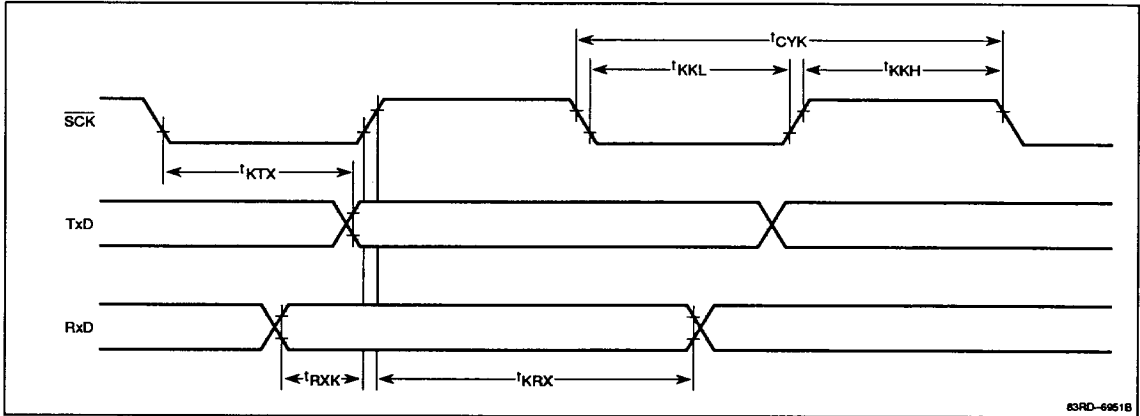 tCYK
tKKL
tKKH
SCK
tKTX
TxD
RxD
tRXK
tKRX
83RD–6951B